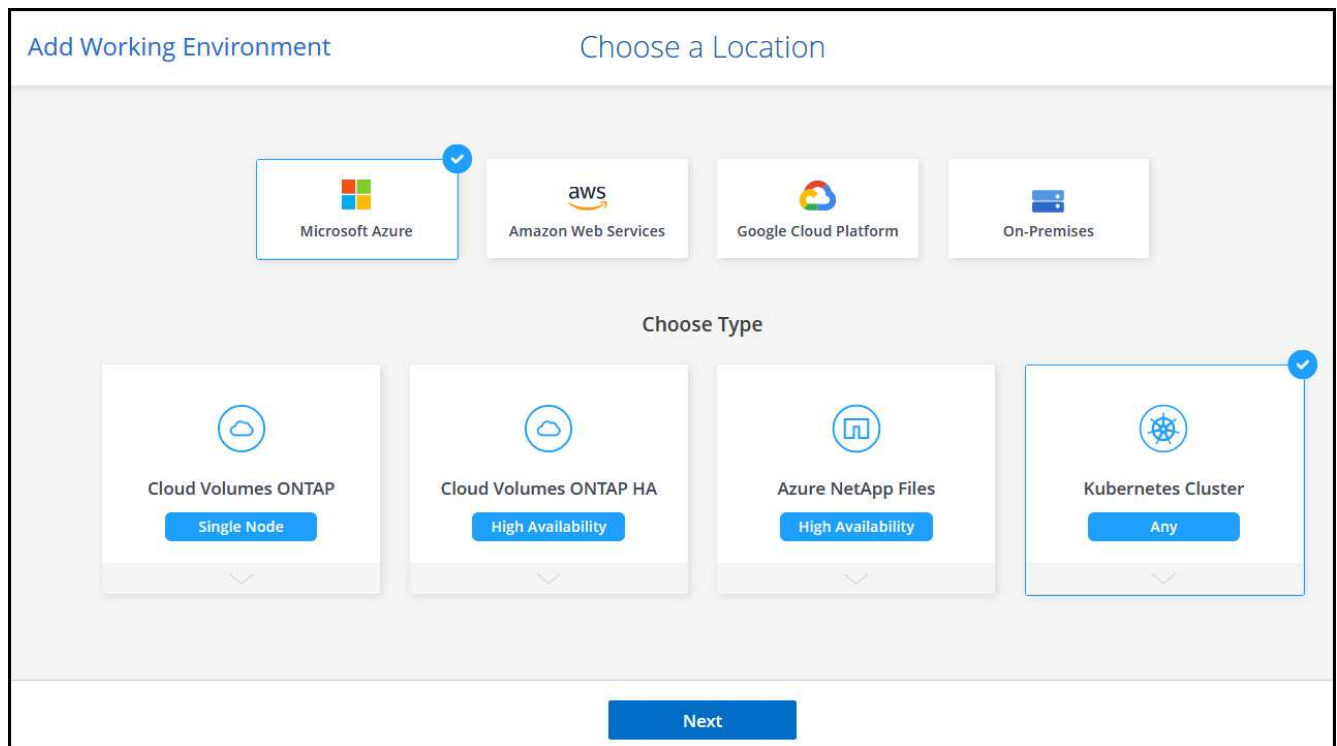 Add Working Environment
Choose a Location
aws
Microsoft Azure
Amazon Web Services
Google Cloud Platform
On-Premises
Choose Type
Cloud Volumes ONTAP
Cloud Volumes ONTAP HA
Azure NetApp Files
Kubernetes Cluster
Single Node
High Availability
High Availability
Any
Next